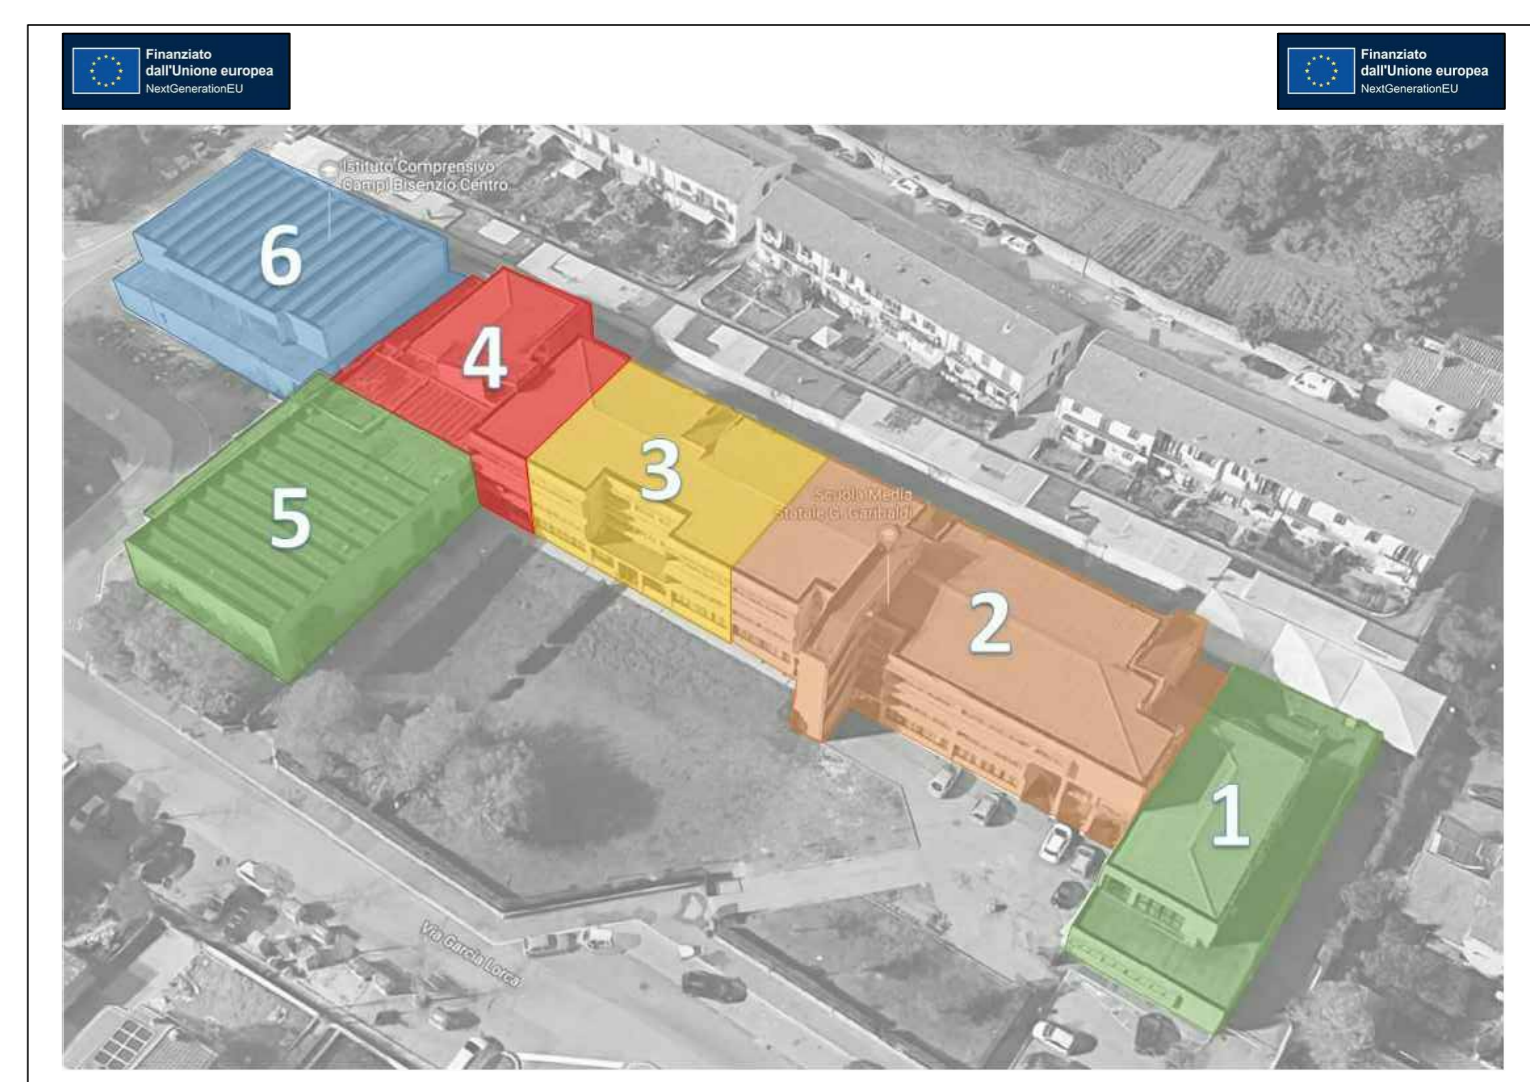 Finanziato
dall'Unione europea
NextGenerationEU
Finanziato
dall'Unione europea
NextGenerationEU
Istituto Comprensivo
Campi Bisenzio Centro
6
4
3
Scuola Media
Statale G. Garibaldi
5
2
1
Via Garcia Lorca